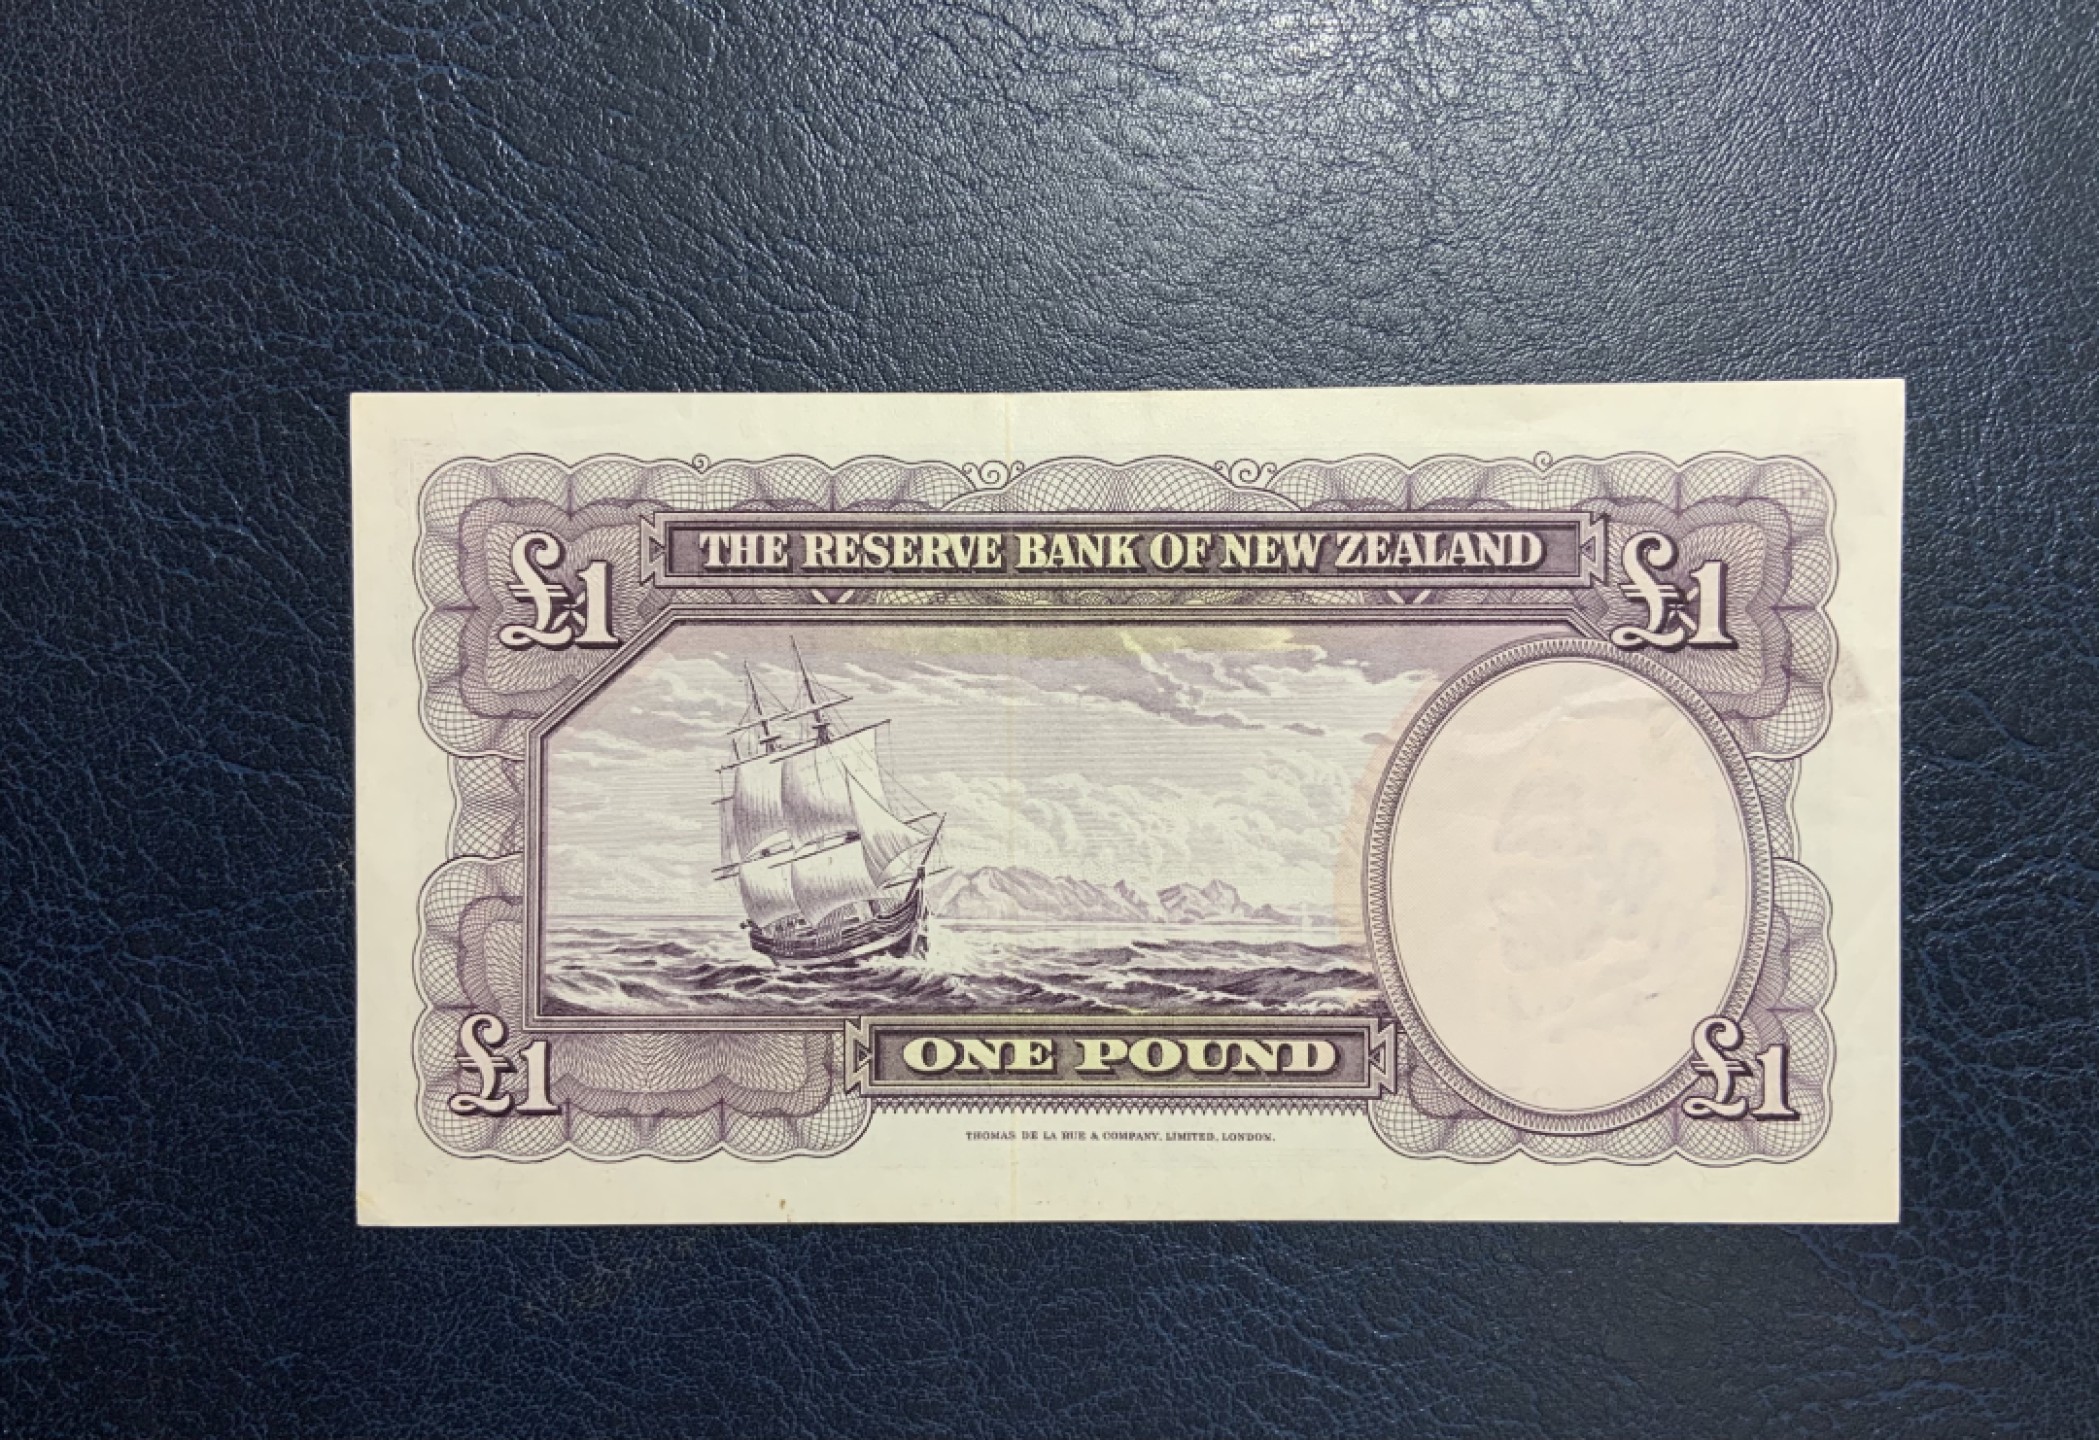 THE RESERVE BANK OF NEW ZEALAND
£1
£1
£1
ONE POUND
£1
THOMAS DE LA RUE & COMPANY, LIMITED, LONDON.